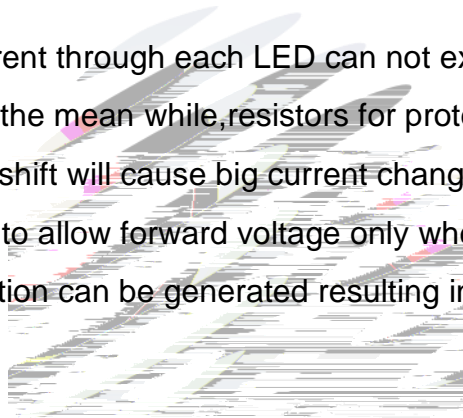 rent through each LED can not ex
the mean while,resistors for prote
shift will cause big current chang
to allow forward voltage only whe
tion can be generated resulting in